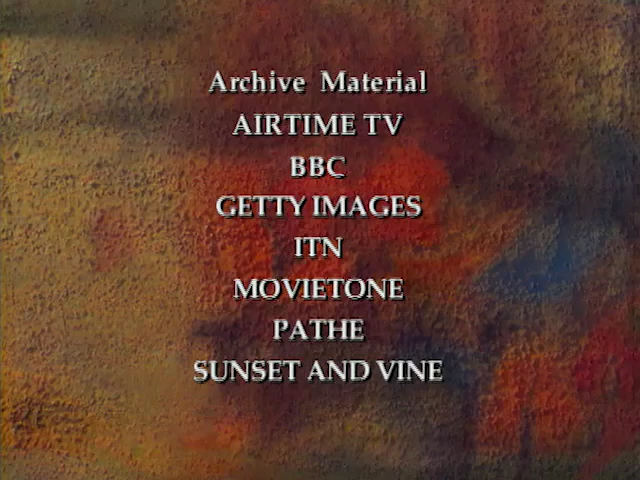 Archive Material
AIRTIME TV
BBC
GETTY IMAGES
ITN
MOVIETONE
PATHE
SUNSET AND VINE